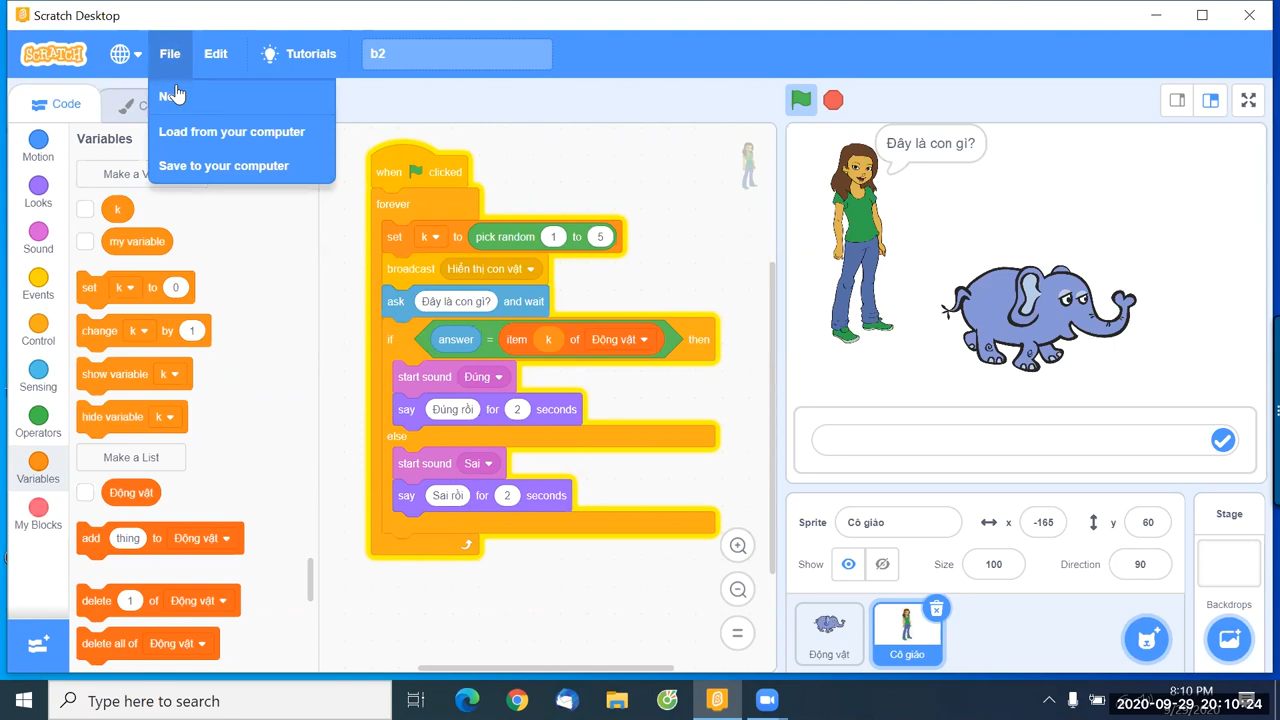 Scratch Desktop
SCRATCH
File
Edit
Tutorials
b2
Code
New
Load from your computer
Save to your computer
Motion
Looks
Sound
Events
Control
Sensing
Operators
Variables
My Blocks
Variables
k
my variable
set k to 0
change k by 1
show variable k
hide variable k
Make a List
Động vật
add thing to Động vật
delete 1 of Động vật
delete all of Động vật
when clicked
forever
set k to pick random 1 to 5
broadcast Hiển thị con vật
ask Đây là con gì? and wait
if answer = item k of Động vật then
start sound Đúng
say Đúng rồi for 2 seconds
else
start sound Sai
say Sai rồi for 2 seconds
Đây là con gì?
Sprite Cô giáo x -165 y 60
Show Size 100 Direction 90
Động vật
Cô giáo
Stage
Backdrops
Type here to search
8:10 PM
2020-09-29 20:10:24